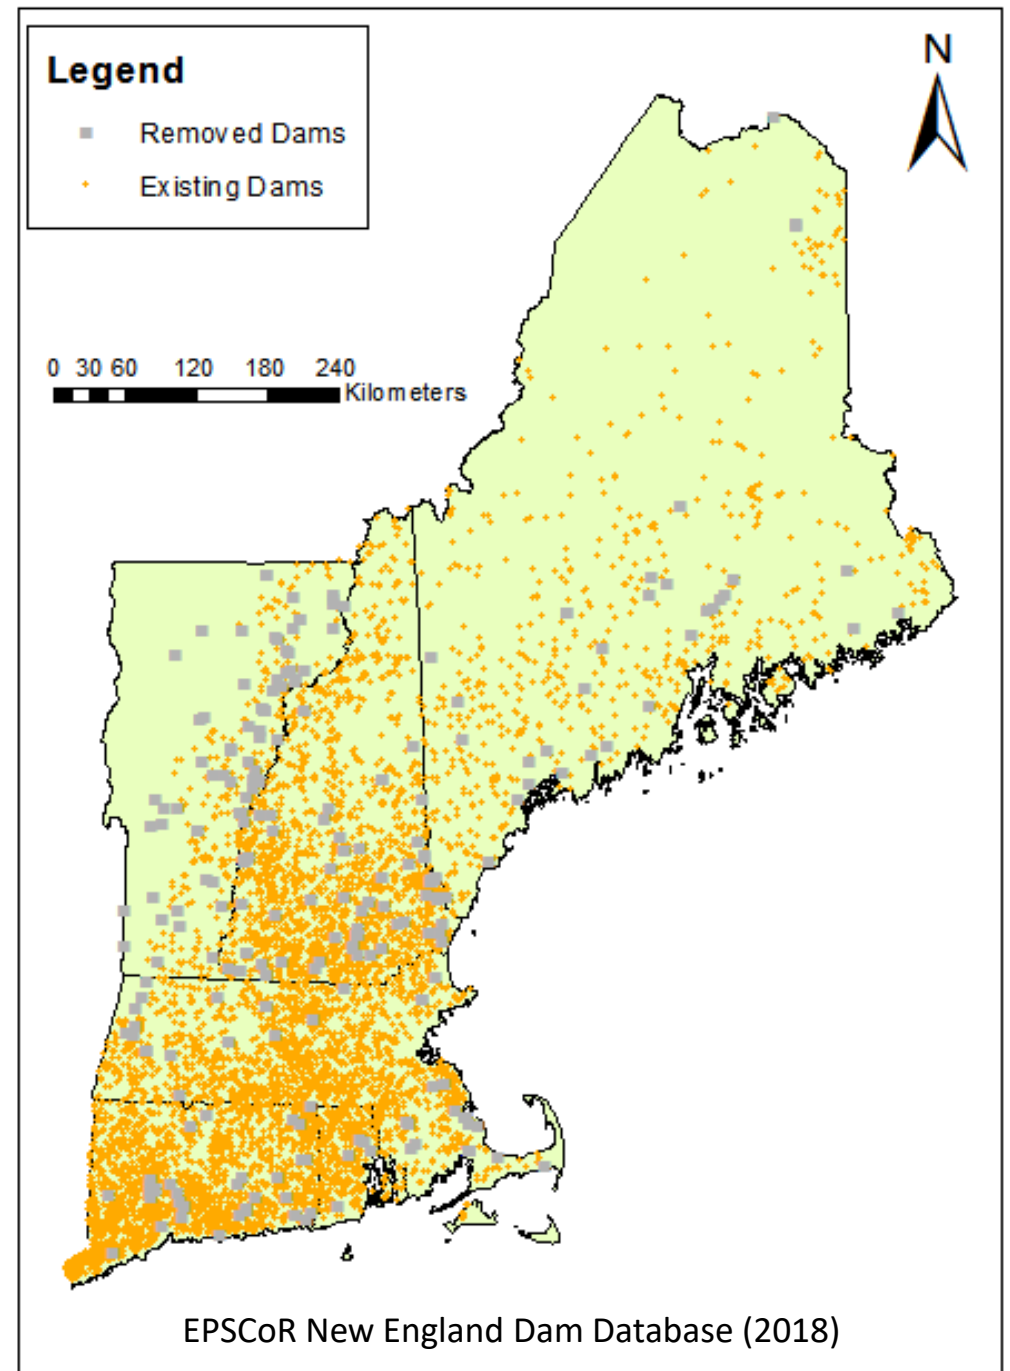 Legend
Removed Dams
Existing Dams
N
0 30 60 120 180 240
Kilometers
EPSCoR New England Dam Database (2018)